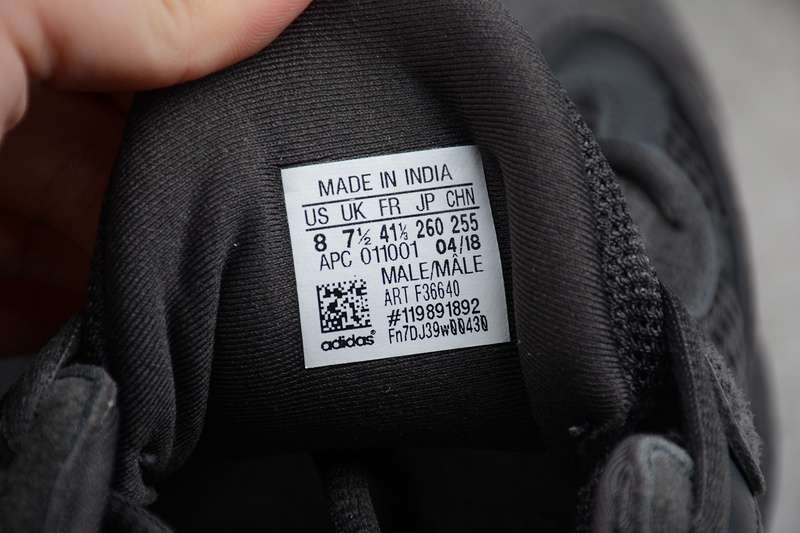 MADE IN INDIA
US UK FR JP CHN
8 7½ 41⅓ 260 255
APC 011001 04/18
MALE/MÂLE
ART F36640
#119891892
Fn7DJ39w00430
adidas®